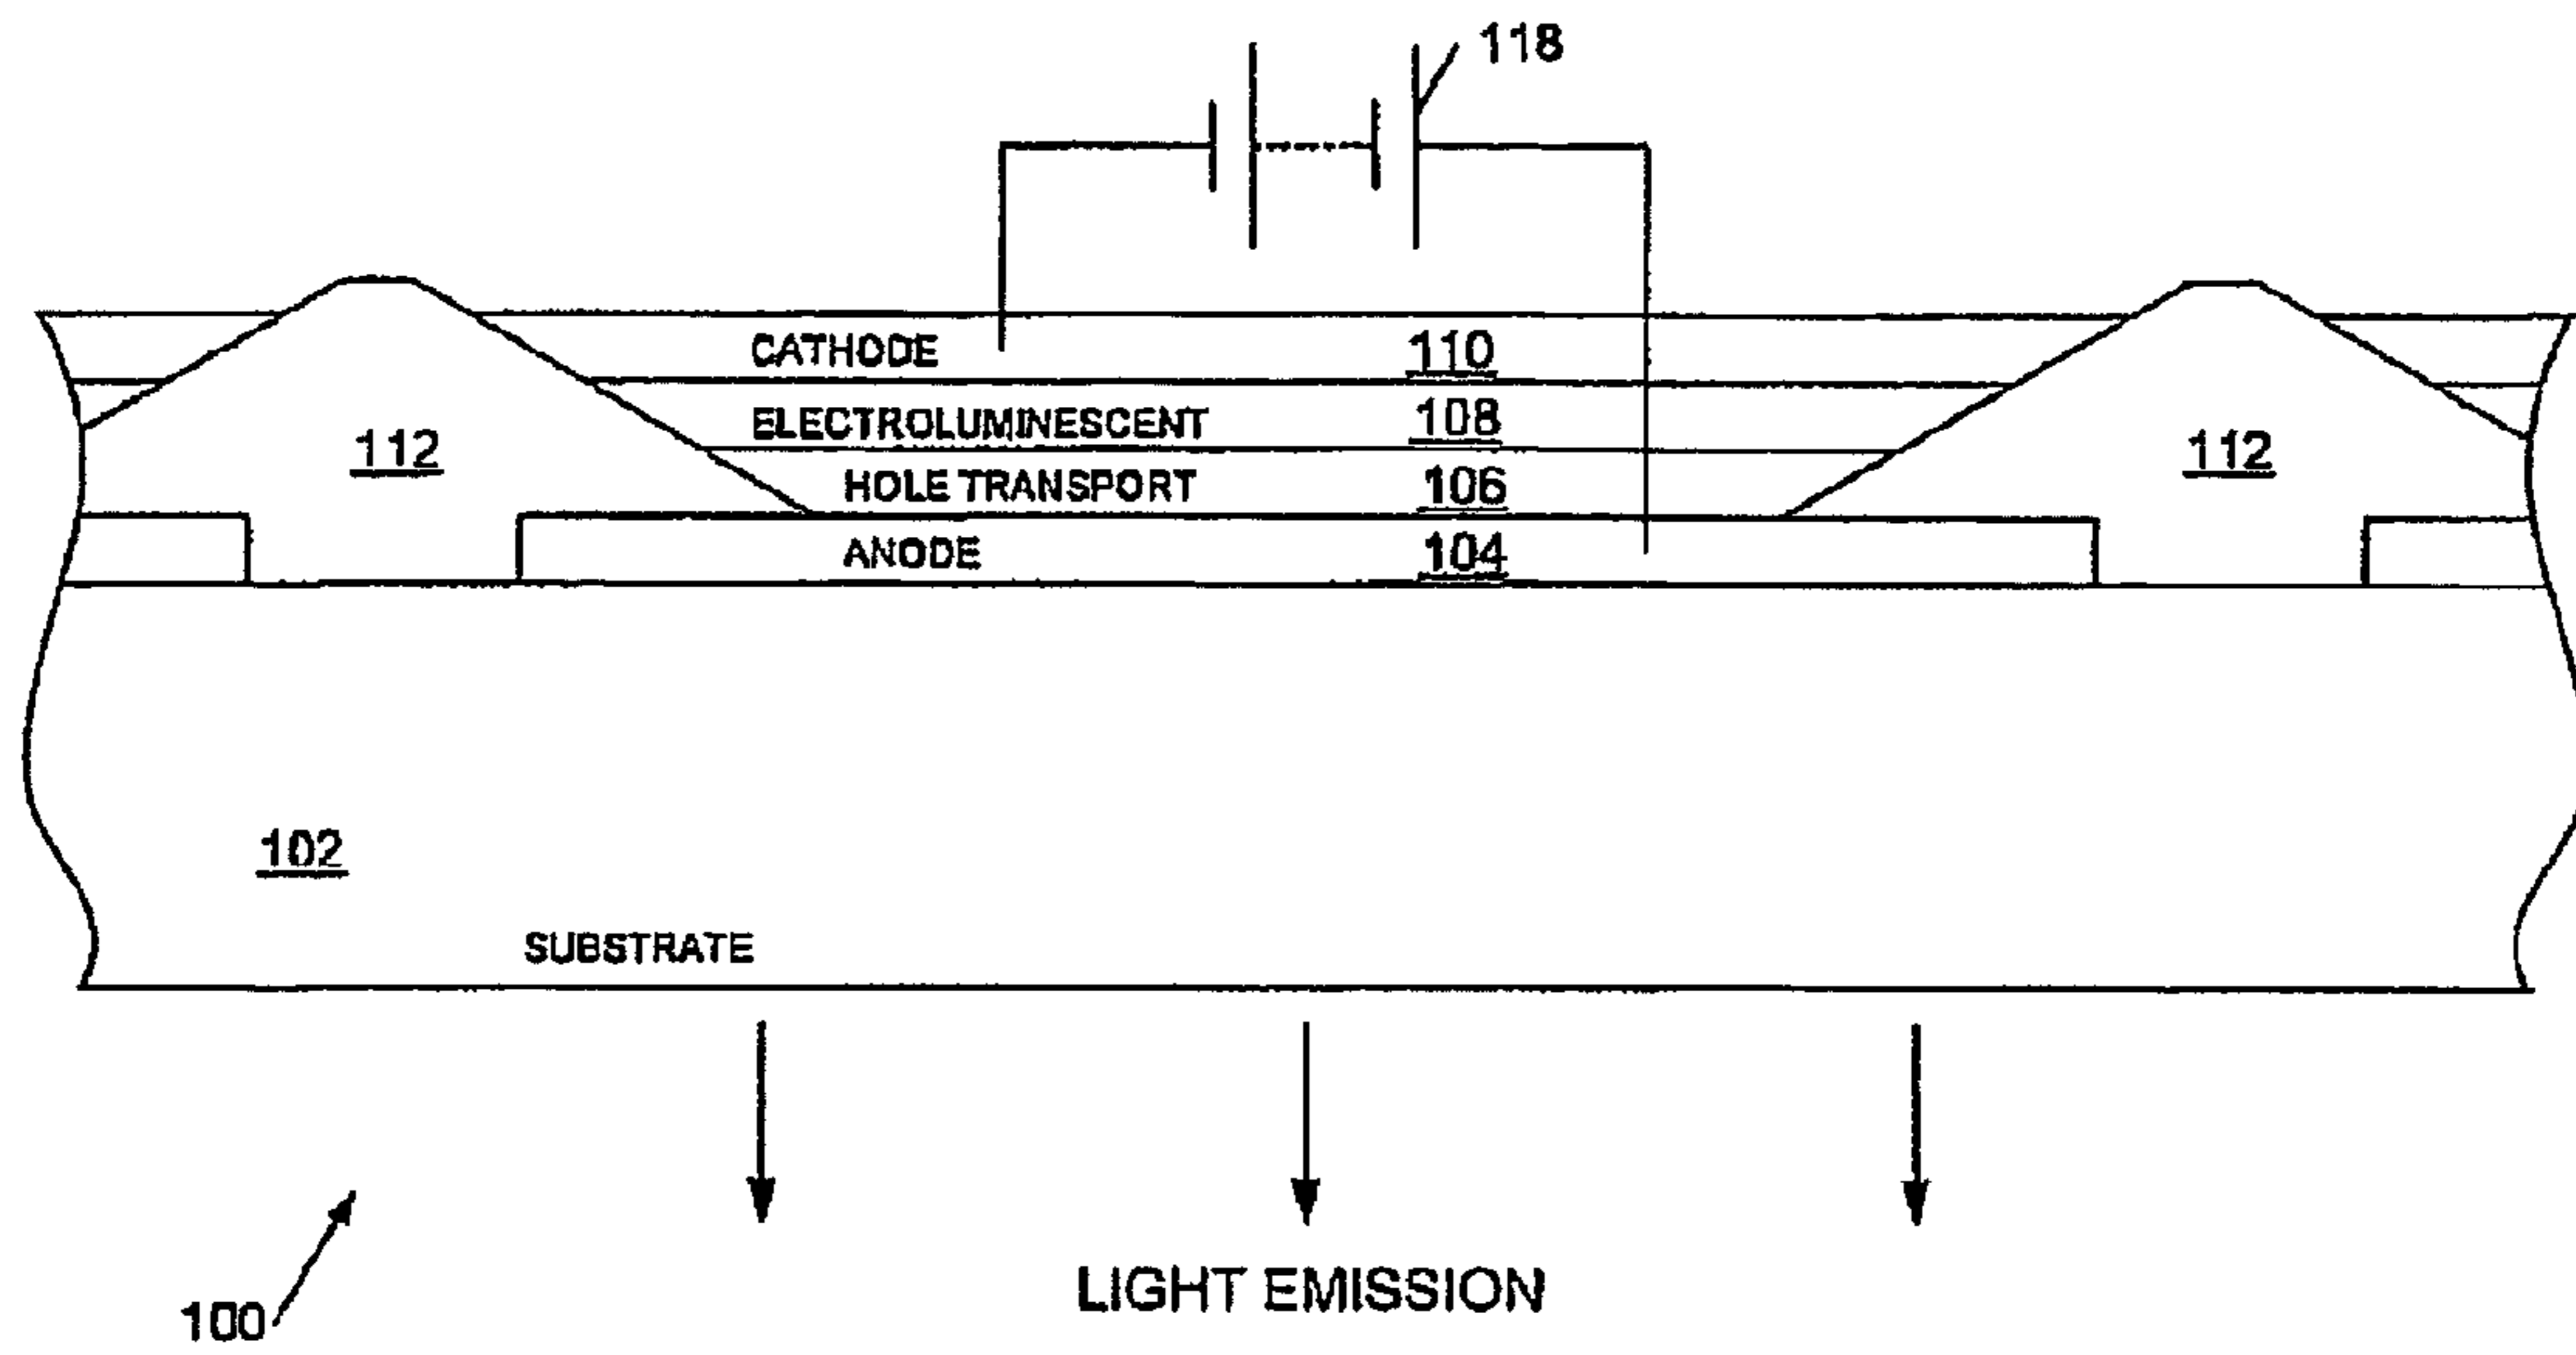 118
CATHODE 110
ELECTROLUMINESCENT 108
112
112
HOLE TRANSPORT 106
ANODE 104
102
SUBSTRATE
LIGHT EMISSION
100